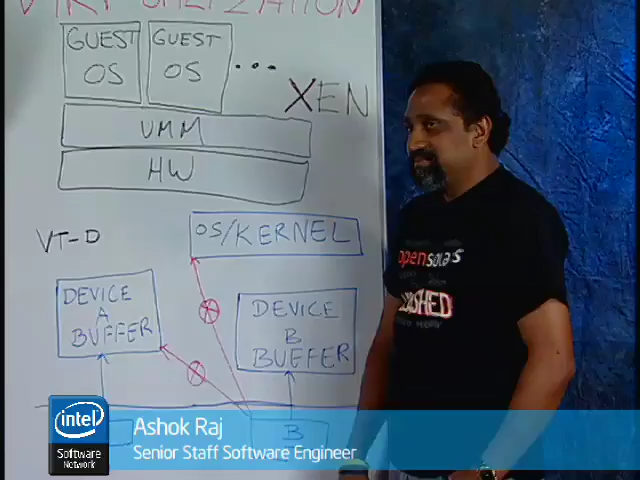 VIRTUALIZATION
GUEST
OS
GUEST
OS
...
XEN
VMM
HW
VT-D
OS/KERNEL
DEVICE
A
BUFFER
DEVICE
B
BUFFER
opensolaris
B
intel
Software
Network
Ashok Raj
Senior Staff Software Engineer